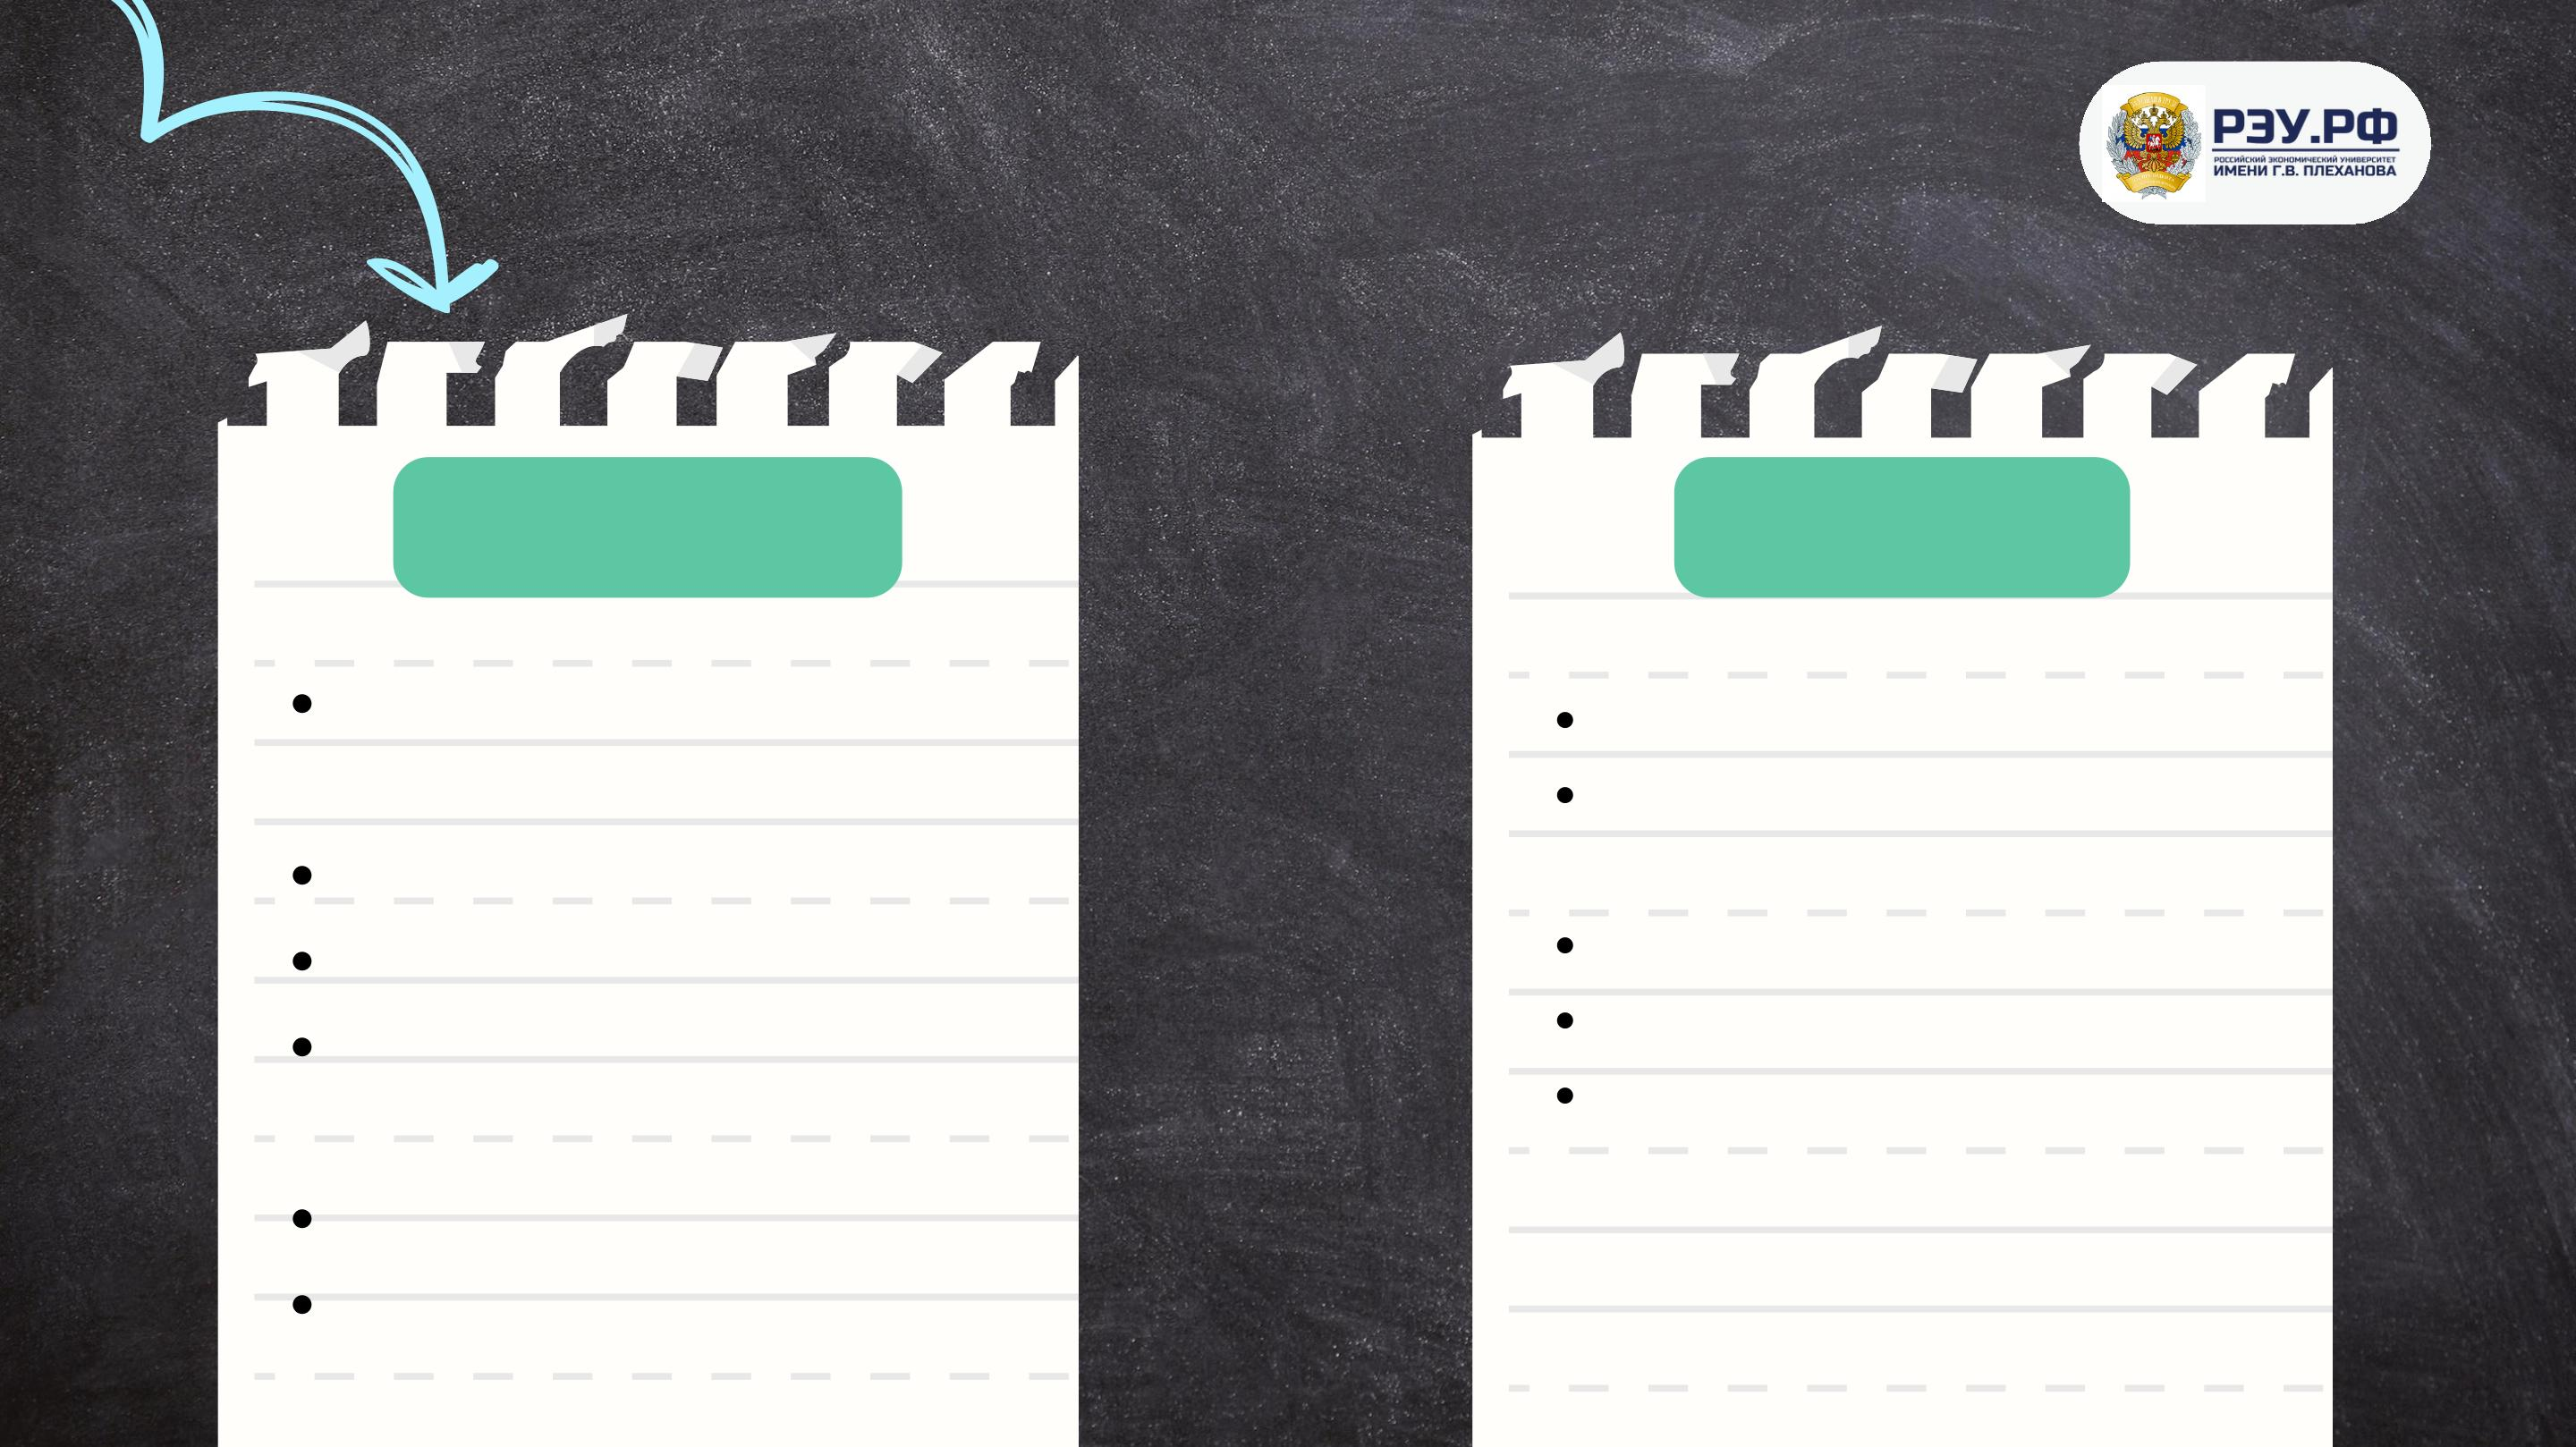 РЭУ.РФ
РОССИЙСКИЙ ЭКОНОМИЧЕСКИЙ УНИВЕРСИТЕТ
ИМЕНИ Г.В. ПЛЕХАНОВА